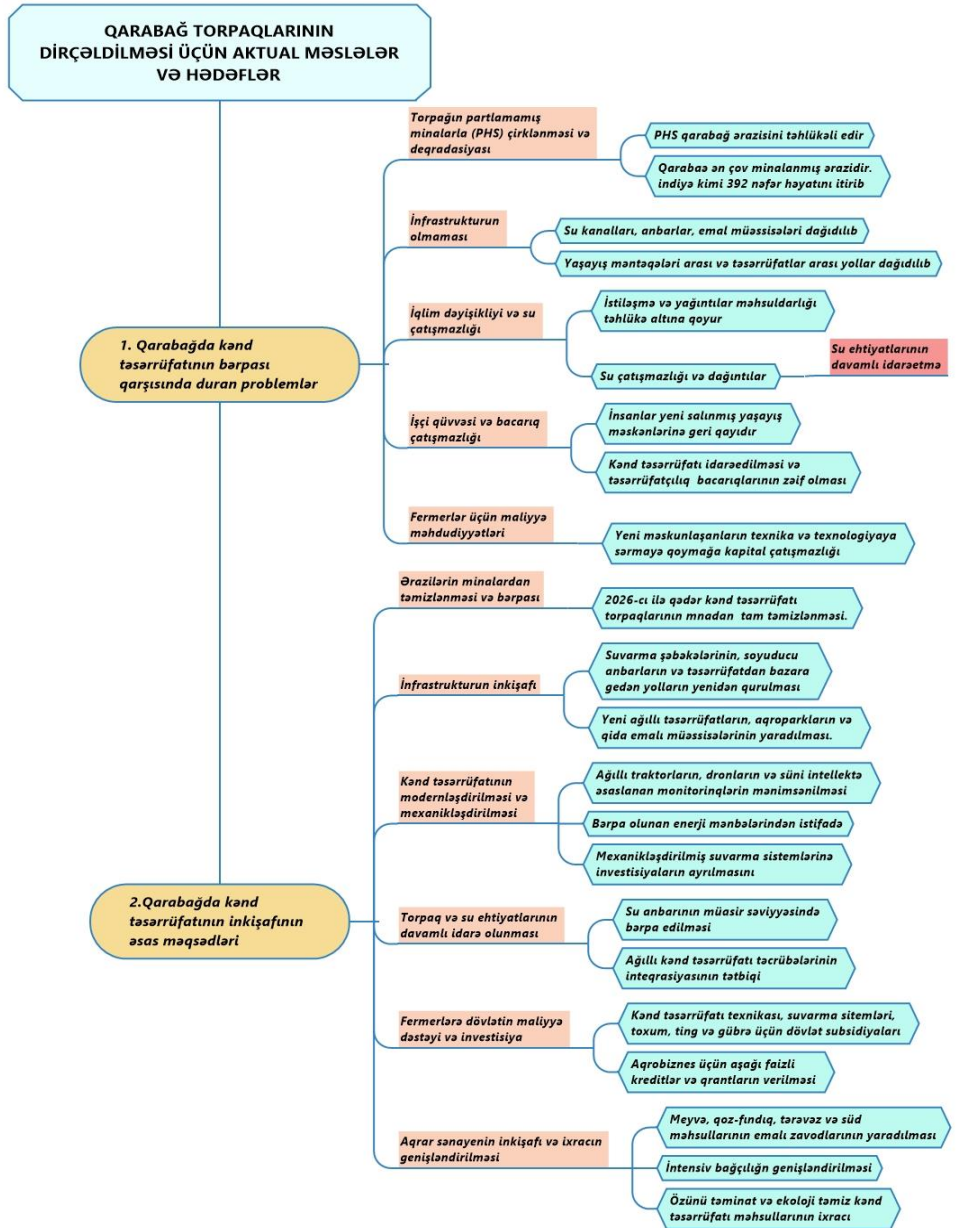 QARABAĞ TORPAQLARININ
DİRÇƏLDİLMƏSİ ÜÇÜN AKTUAL MƏSLƏLƏR
VƏ HƏDƏFLƏR
1. Qarabağda kənd
təsərrüfatının bərpası
qarşısında duran problemlər
Torpağın partlamamış
minalarla (PHS) çirklənməsi və
deqradasiyası
PHS qarabağ ərazisini təhlükəli edir
Qarabaə ən çov minalanmış ərazidir.
indiyə kimi 392 nəfər həyatını itirib
İnfrastrukturun
olmaması
Su kanalları, anbarlar, emal müəssisələri dağıdılıb
Yaşayış məntəqələri arası və təsərrüfatlar arası yollar dağıdılıb
İqlim dəyişikliyi və su
çatışmazlığı
İstiləşmə və yağıntılar məhsuldarlığı
təhlükə altına qoyur
Su çatışmazlığı və dağıntılar
Su ehtiyatlarının
davamlı idarəetmə
İşçi qüvvəsi və bacarıq
çatışmazlığı
İnsanlar yeni salınmış yaşayış
məskənlərinə geri qayıdır
Kənd təsərrüfatı idarəedilməsi və
təsərrüfatçılıq bacarıqlarının zəif olması
Fermerlər üçün maliyyə
məhdudiyyətləri
Yeni məskunlaşanların texnika və texnologiyaya
sərmayə qoymağa kapital çatışmazlığı
2.Qarabağda kənd
təsərrüfatının inkişafının
əsas məqsədləri
Ərazilərin minalardan
təmizlənməsi və bərpası
2026-cı ilə qədər kənd təsərrüfatı
torpaqlarının mnadan tam təmizlənməsi.
İnfrastrukturun inkişafı
Suvarma şəbəkələrinin, soyuducu
anbarların və təsərrüfatdan bazara
gedən yolların yenidən qurulması
Yeni ağıllı təsərrüfatların, aqroparkların və
qida emalı müəssisələrinin yaradılması.
Kənd təsərrüfatının
modernləşdirilməsi və
mexanikləşdirilməsi
Ağıllı traktorların, dronların və süni intellektə
əsaslanan monitorinqlərin mənimsənilməsi
Bərpa olunan enerji mənbələrindən istifadə
Mexanikləşdirilmiş suvarma sistemlərinə
investisiyaların ayrılmasını
Torpaq və su ehtiyatlarının
davamlı idarə olunması
Su anbarının müasir səviyyəsində
bərpa edilməsi
Ağıllı kənd təsərrüfatı təcrübələrinin
inteqrasiyasının tətbiqi
Fermerlərə dövlətin maliyyə
dəstəyi və investisiya
Kənd təsərrüfatı texnikası, suvarma sitemləri,
toxum, ting və gübrə üçün dövlət subsidiyaları
Aqrobiznes üçün aşağı faizli
kreditlər və qrantların verilməsi
Aqrar sənayenin inkişafı və ixracın
genişləndirilməsi
Meyvə, qoz-fındıq, tərəvəz və süd
məhsullarının emalı zavodlarının yaradılması
İntensiv bağçılığn genişləndirilməsi
Özünü təminat və ekoloji təmiz kənd
təsərrüfatı məhsullarının ixracı